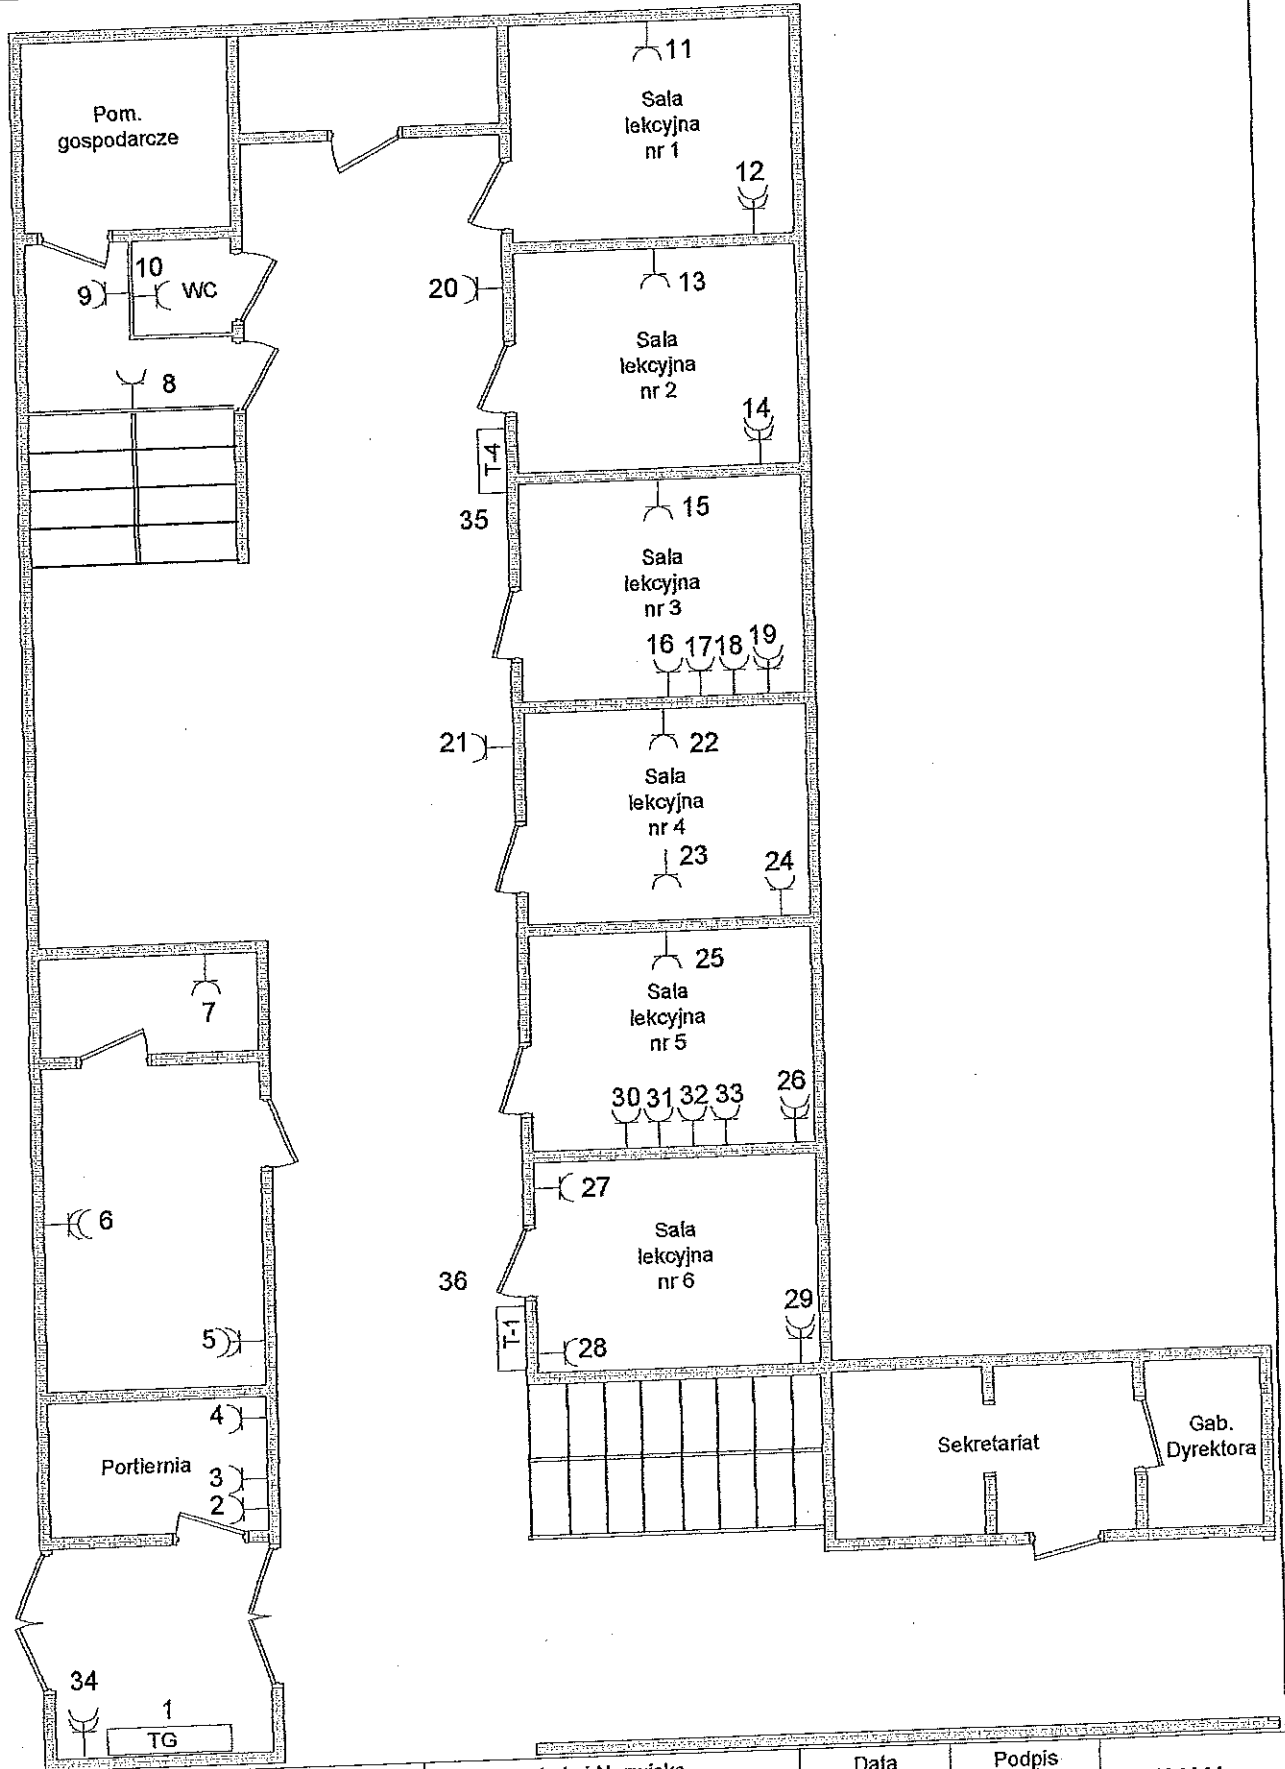 11
Pom.
gospodarcze
Sala
lekcyjna
nr 1
12
10
9
WC
20
13
Sala
lekcyjna
nr 2
8
14
T-4
35
15
Sala
lekcyjna
nr 3
16 17 18 19
21
22
Sala
lekcyjna
nr 4
23
24
25
7
Sala
lekcyjna
nr 5
30 31 32 33 26
27
6
Sala
lekcyjna
nr 6
36
29
T-1
28
5
4
Portiernia
3
2
Sekretariat
Gab.
Dyrektora
34
1
TG
Data
Podpis